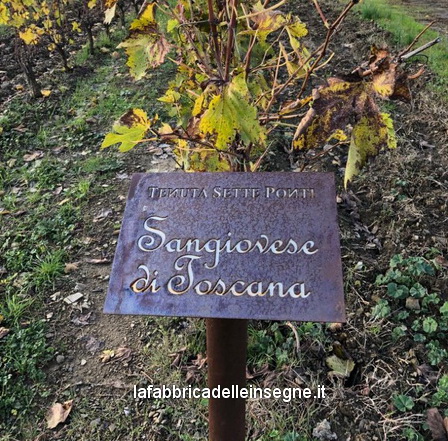 TENUTA SETTE PONTI
Sangiovese
di Toscana
lafabbricadelleinsegne.it